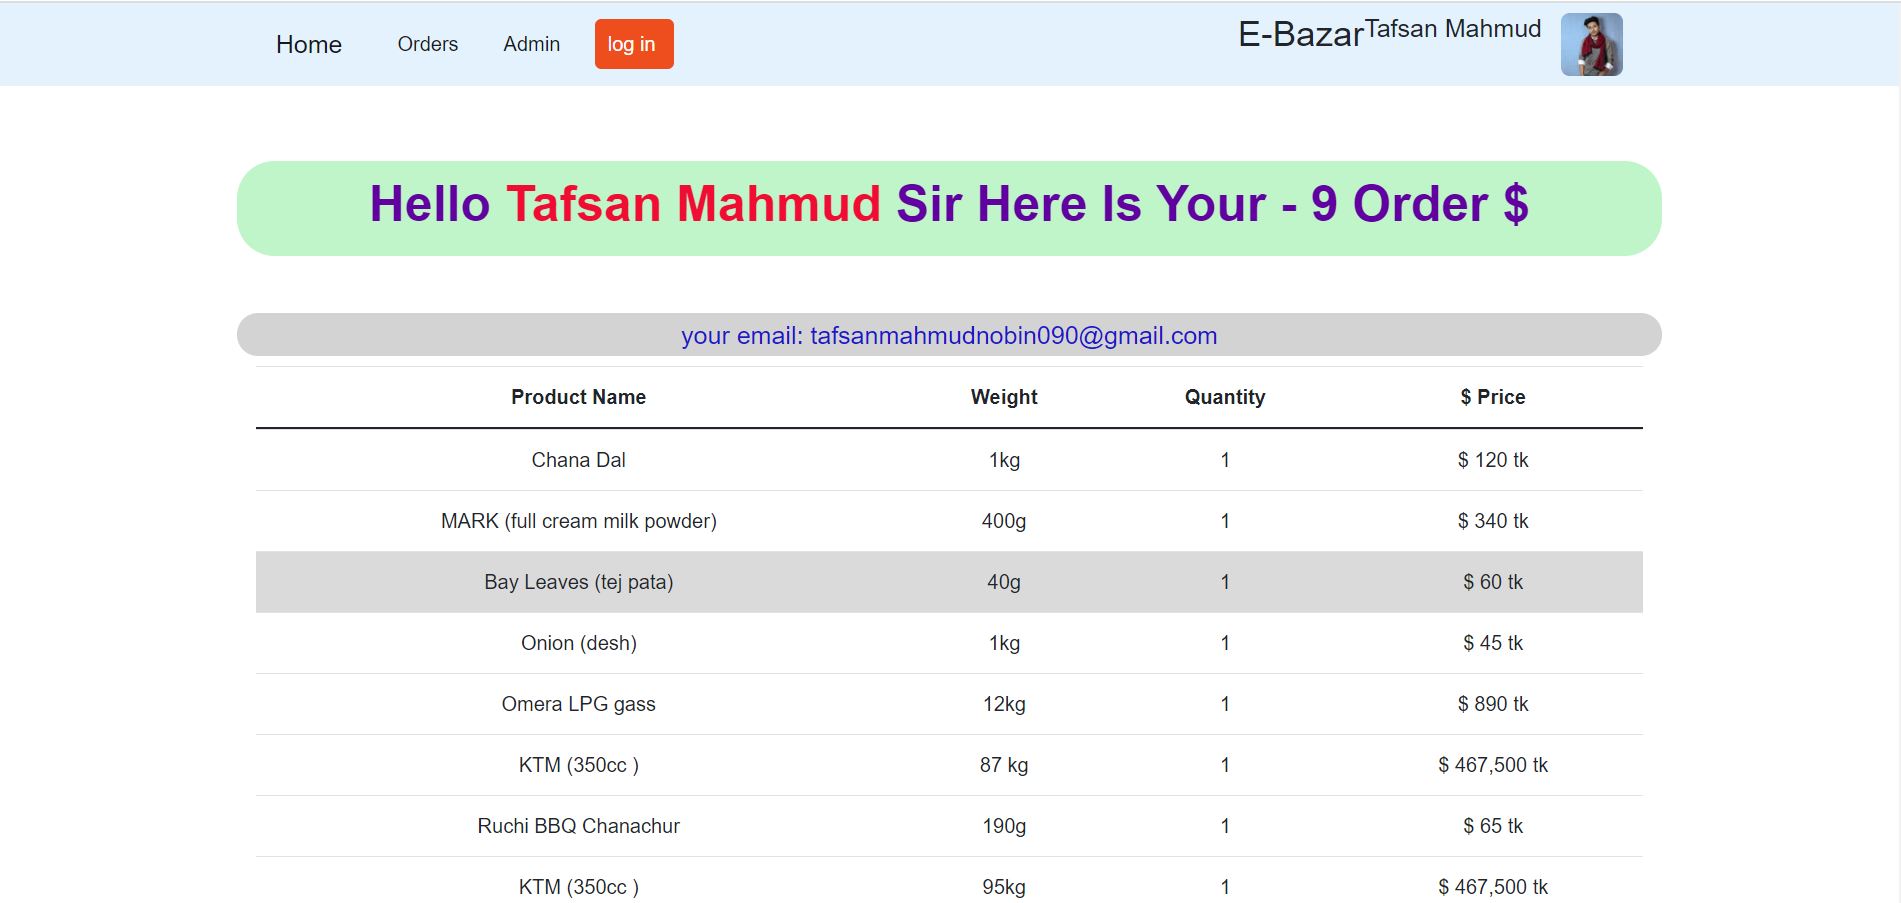 Home Orders Admin log in E-Bazar Tafsan Mahmud
Hello Tafsan Mahmud Sir Here Is Your - 9 Order $
your email: tafsanmahmudnobin090@gmail.com
Product Name Weight Quantity $ Price
Chana Dal 1kg 1 $ 120 tk
MARK (full cream milk powder) 400g 1 $ 340 tk
Bay Leaves (tej pata) 40g 1 $ 60 tk
Onion (desh) 1kg 1 $ 45 tk
Omera LPG gass 12kg 1 $ 890 tk
KTM (350cc ) 87 kg 1 $ 467,500 tk
Ruchi BBQ Chanachur 190g 1 $ 65 tk
KTM (350cc ) 95kg 1 $ 467,500 tk